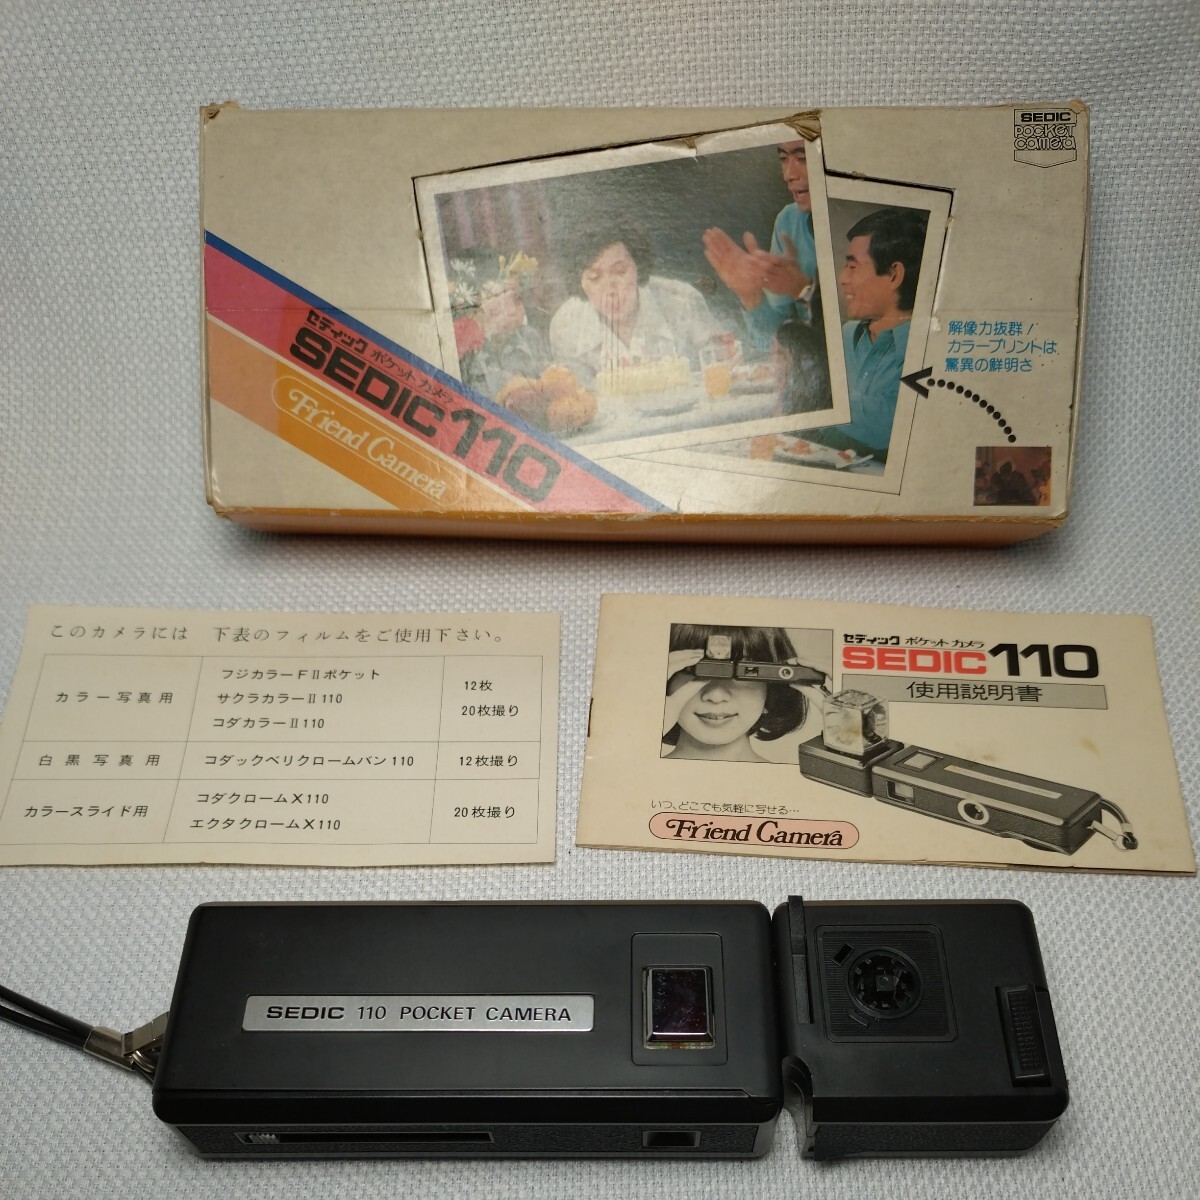 SEDIC
POCKET
camera
セディック ポケット カメラ
SEDIC 110
Friend Camera
解像力抜群!
カラープリントは
驚異の鮮明さ…
このカメラには 下表のフィルムをご使用下さい。
カラー写真用
フジカラーFⅡポケット
サクラカラーⅡ110
コダカラーⅡ110
12枚
20枚撮り
白黒写真用
コダックベリクロームパン110
12枚撮り
カラースライド用
コダクロームX110
エクタクロームX110
20枚撮り
セディック ポケット カメラ
SEDIC 110
使用説明書
いつ、どこでも気軽に写せる…
Friend Camera
SEDIC 110 POCKET CAMERA